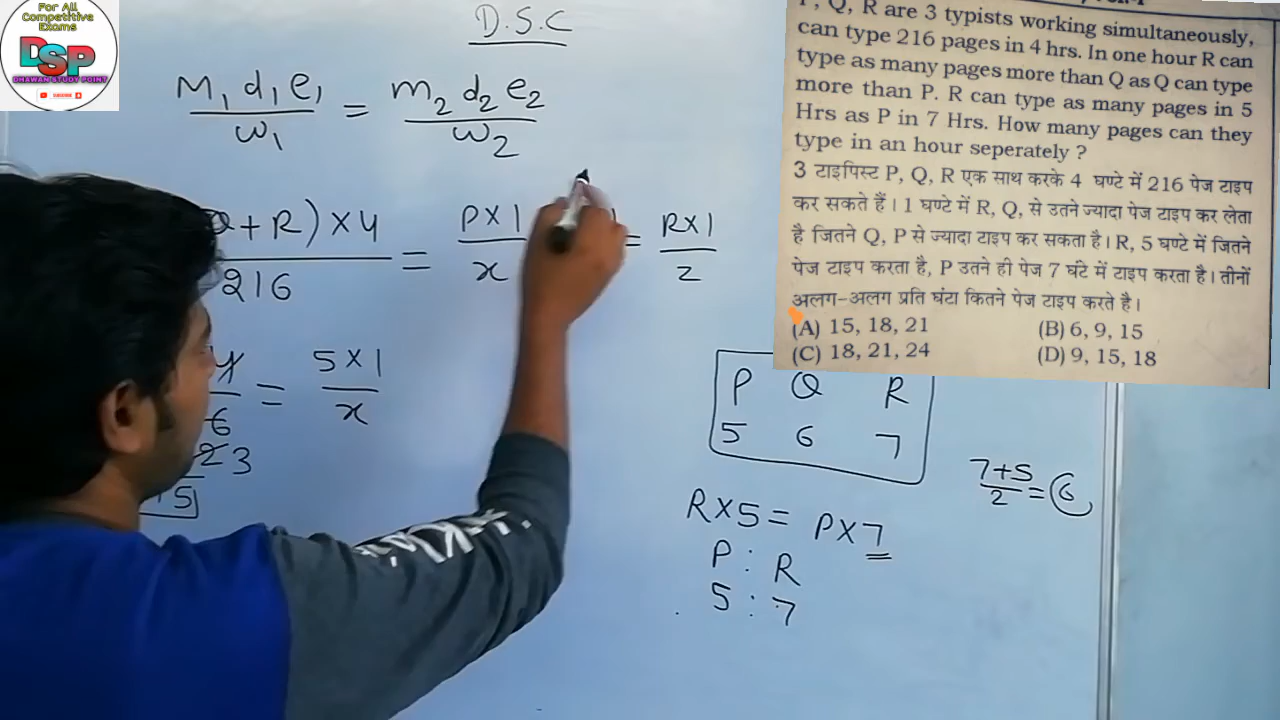 For All
Competitive
Exams
DSP
DHAWAN STUDY POINT
D.S.C
M₁ d₁ e₁ / w₁ = m₂ d₂ e₂ / w₂
+ R) × 4 / 216 = P × 1 / x = R × 1 / z
= 5 × 1 / x
6
23
5
P Q R
5 6 7
7+5 / 2 = 6
R × 5 = P × 7
P : R
5 : 7
, Q, R are 3 typists working simultaneously,
can type 216 pages in 4 hrs. In one hour R can
type as many pages more than Q as Q can type
more than P. R can type as many pages in 5
Hrs as P in 7 Hrs. How many pages can they
type in an hour seperately ?
3 टाइपिस्ट P, Q, R एक साथ करके 4 घण्टे में 216 पेज टाइप
कर सकते हैं। 1 घण्टे में R, Q, से उतने ज्यादा पेज टाइप कर लेता
है जितने Q, P से ज्यादा टाइप कर सकता है। R, 5 घण्टे में जितने
पेज टाइप करता है, P उतने ही पेज 7 घंटे में टाइप करता है। तीनों
अलग-अलग प्रति घंटा कितने पेज टाइप करते है।
(A) 15, 18, 21 (B) 6, 9, 15
(C) 18, 21, 24 (D) 9, 15, 18